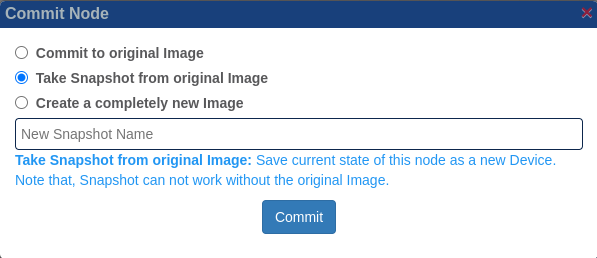 Commit Node
Commit to original Image
Take Snapshot from original Image
Create a completely new Image
New Snapshot Name
Take Snapshot from original Image: Save current state of this node as a new Device.
Note that, Snapshot can not work without the original Image.
Commit